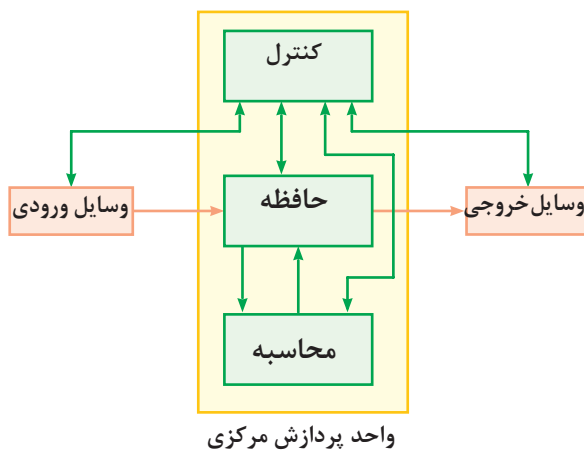 کنترل
وسایل ورودی
حافظه
وسایل خروجی
محاسبه
واحد پردازش مرکزی